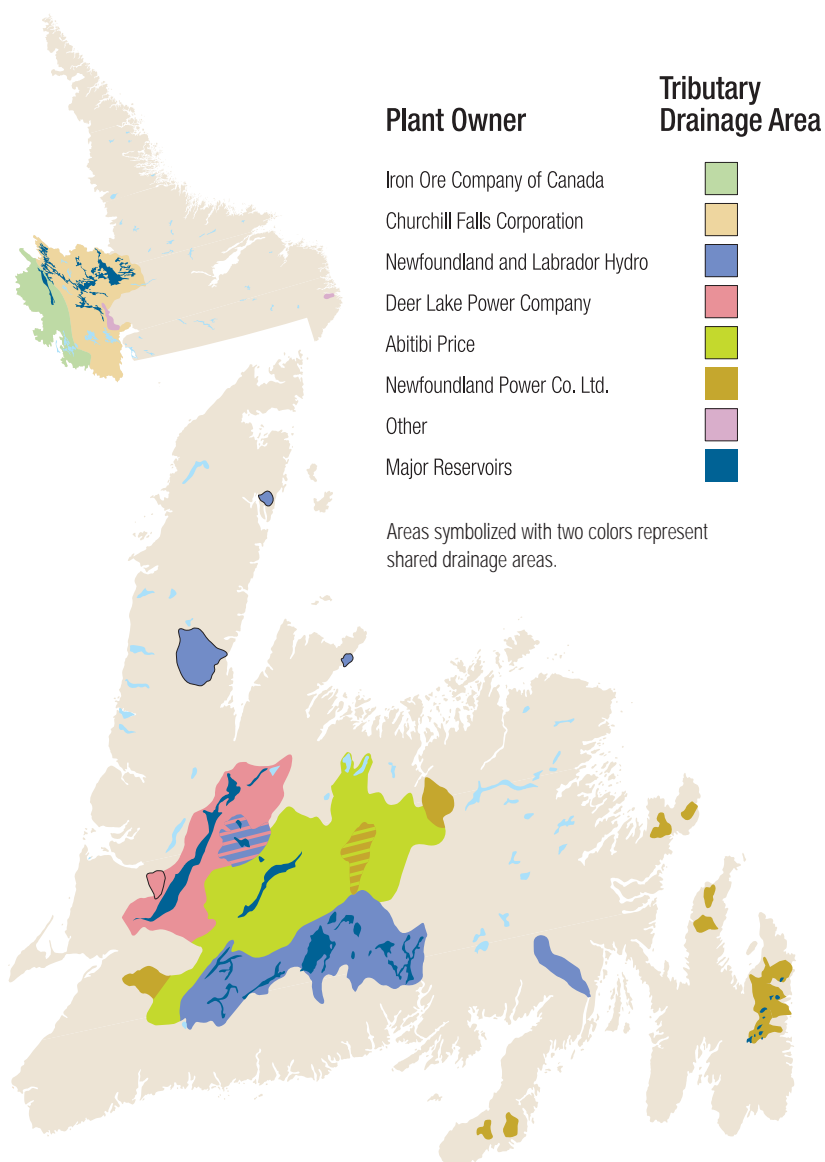 Plant Owner
Tributary
Drainage Area
Iron Ore Company of Canada
Churchill Falls Corporation
Newfoundland and Labrador Hydro
Deer Lake Power Company
Abitibi Price
Newfoundland Power Co. Ltd.
Other
Major Reservoirs
Areas symbolized with two colors represent
shared drainage areas.